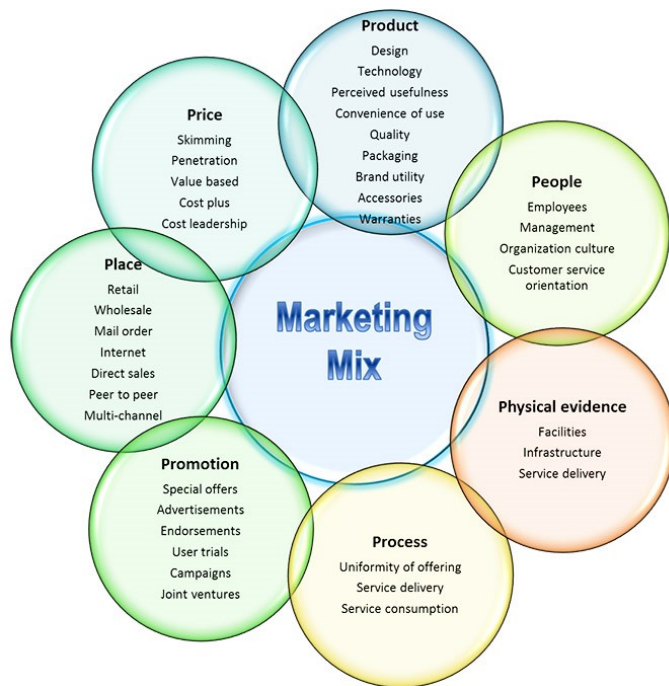 Product
Design
Technology
Perceived usefulness
Convenience of use
Quality
Packaging
Brand utility
Accessories
Warranties
Price
Skimming
Penetration
Value based
Cost plus
Cost leadership
People
Employees
Management
Organization culture
Customer service
orientation
Place
Retail
Wholesale
Mail order
Internet
Direct sales
Peer to peer
Multi-channel
Marketing
Mix
Physical evidence
Facilities
Infrastructure
Service delivery
Promotion
Special offers
Advertisements
Endorsements
User trials
Campaigns
Joint ventures
Process
Uniformity of offering
Service delivery
Service consumption